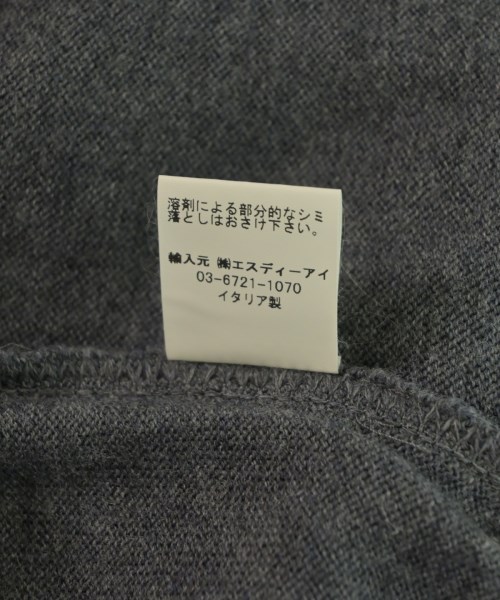 溶剤による部分的なシミ
落としはおさけ下さい。
輸入元 ㈱エスディーアイ
03-6721-1070
イタリア製